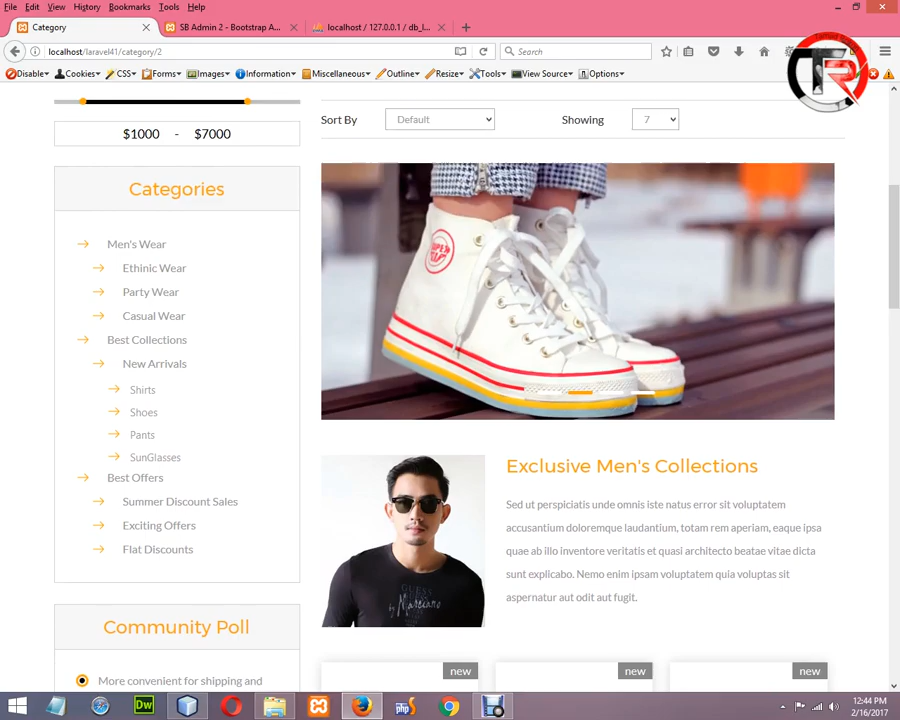 File Edit View History Bookmarks Tools Help
Category
SB Admin 2 - Bootstrap A...
localhost / 127.0.0.1 / db_l...
localhost/laravel41/category/2
Search
Disable Cookies CSS Forms Images Information Miscellaneous Outline Resize Tools View Source Options
$1000 - $7000
Sort By Default Showing 7
Categories
Men's Wear
Ethinic Wear
Party Wear
Casual Wear
Best Collections
New Arrivals
Shirts
Shoes
Pants
SunGlasses
Best Offers
Summer Discount Sales
Exciting Offers
Flat Discounts
Exclusive Men's Collections
Sed ut perspiciatis unde omnis iste natus error sit voluptatem
accusantium doloremque laudantium, totam rem aperiam, eaque ipsa
quae ab illo inventore veritatis et quasi architecto beatae vitae dicta
sunt explicabo. Nemo enim ipsam voluptatem quia voluptas sit
aspernatur aut odit aut fugit.
Community Poll
More convenient for shipping and
new
new
new
Dw
php
12:44 PM
2/16/2017